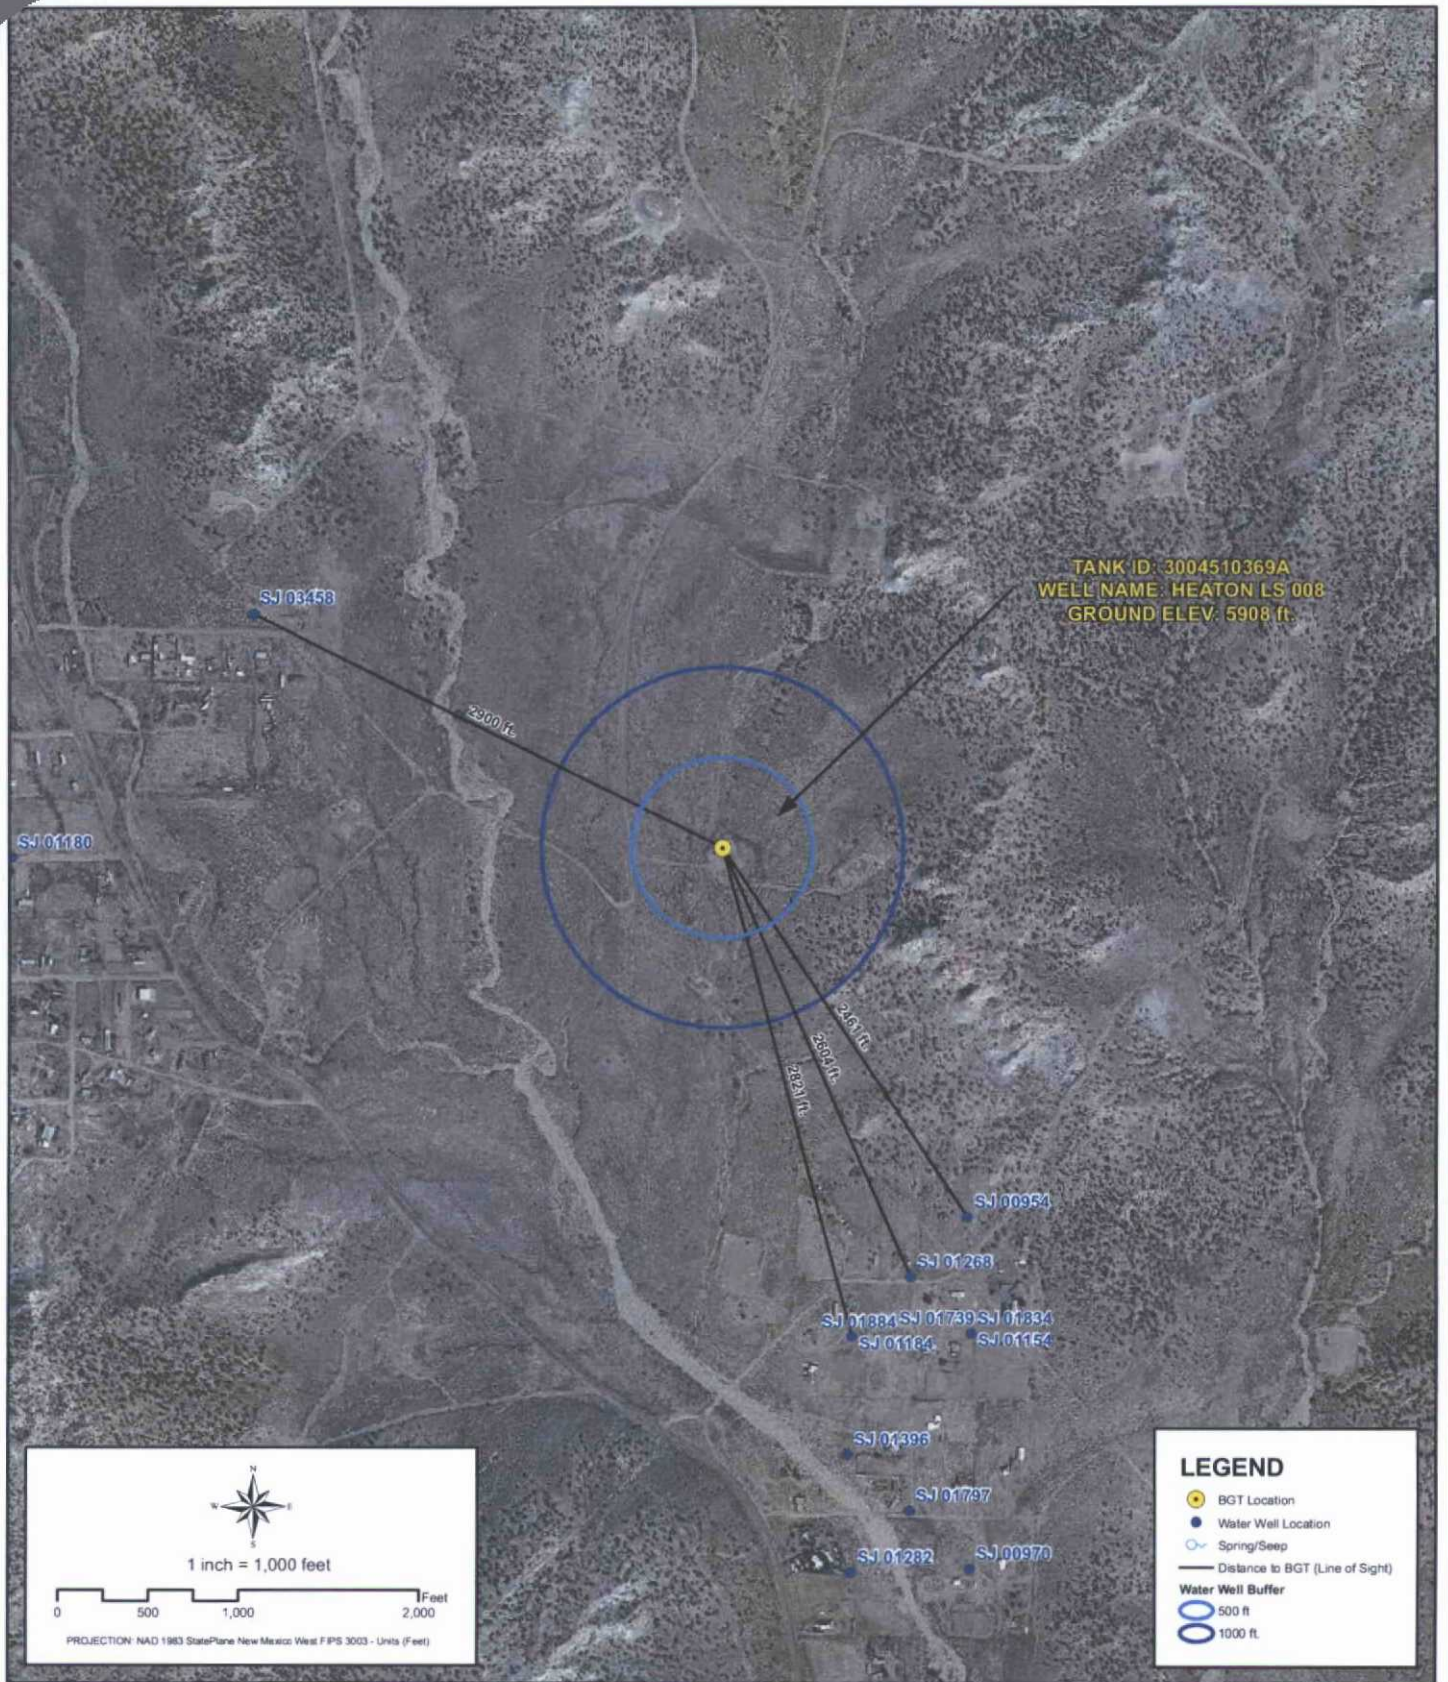 TANK ID: 3004510369A
WELL NAME: HEATON LS 008
GROUND ELEV: 5908 ft.
SJ 03458
2900 ft.
SJ 01180
2461 ft.
2604 ft.
2821 ft.
SJ 00954
SJ 01268
SJ 01884 SJ 01739 SJ 01834
SJ 01184 SJ 01154
SJ 01396
SJ 01797
SJ 01282 SJ 00970
N
W E
S
1 inch = 1,000 feet
Feet
0 500 1,000 2,000
PROJECTION: NAD 1983 StatePlane New Mexico West FIPS 3003 - Units (Feet)
LEGEND
BGT Location
Water Well Location
Spring/Seep
Distance to BGT (Line of Sight)
Water Well Buffer
500 ft
1000 ft.